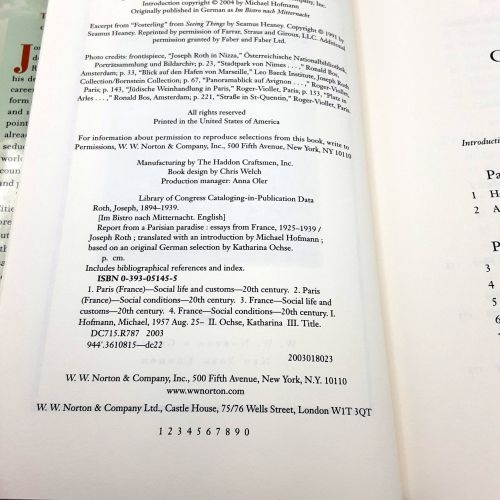 Introduction copyright © 2004 by Michael Hofmann
Originally published in German as Im Bistro nach Mitternacht
Excerpt from "Fosterling" from Seeing Things by Seamus Heaney. Copyright © 1991 by
Seamus Heaney. Reprinted by permission of Farrar, Straus and Giroux, LLC. Additional
permission granted by Faber and Faber Ltd.
Photo credits: frontispiece, "Joseph Roth in Nizza," Österreichische Nationalbibliothek,
Porträtsammlung und Bildarchiv; p. 23, "Stadtpark von Nîmes . . . ," Ronald Bos,
Amsterdam; p. 33, "Blick auf den Hafen von Marseille," Leo Baeck Institute, Joseph Roth
Collection/Bornstein Collection; p. 67, "Panoramablick auf Avignon . . . ," Roger-Viollet,
Paris; p. 143, "Jüdische Weinhandlung in Paris," Roger-Viollet, Paris; p. 153, "Platz in
Arles . . . ," Ronald Bos, Amsterdam; p. 221, "Straße in St-Quentin," Roger-Viollet, Paris.
All rights reserved
Printed in the United States of America
For information about permission to reproduce selections from this book, write to
Permissions, W. W. Norton & Company, Inc., 500 Fifth Avenue, New York, NY 10110
Manufacturing by The Haddon Craftsmen, Inc.
Book design by Chris Welch
Production manager: Anna Oler
Library of Congress Cataloging-in-Publication Data
Roth, Joseph, 1894–1939.
[Im Bistro nach Mitternacht. English]
Report from a Parisian paradise : essays from France, 1925–1939 /
Joseph Roth ; translated with an introduction by Michael Hofmann ;
based on an original German selection by Katharina Ochse.
p. cm.
Includes bibliographical references and index.
ISBN 0-393-05145-5
1. Paris (France)—Social life and customs—20th century. 2. Paris
(France)—Social conditions—20th century. 3. France—Social life and
customs—20th century. 4. France—Social conditions—20th century. I.
Hofmann, Michael, 1957 Aug. 25– II. Ochse, Katharina III. Title.
DC715.R787 2003
944'.3610815—dc22
2003018023
W. W. Norton & Company, Inc., 500 Fifth Avenue, New York, N.Y. 10110
www.wwnorton.com
W. W. Norton & Company Ltd., Castle House, 75/76 Wells Street, London W1T 3QT
1 2 3 4 5 6 7 8 9 0
C
Introducti
Pa
1 H
2 A
P
3
4
5
6